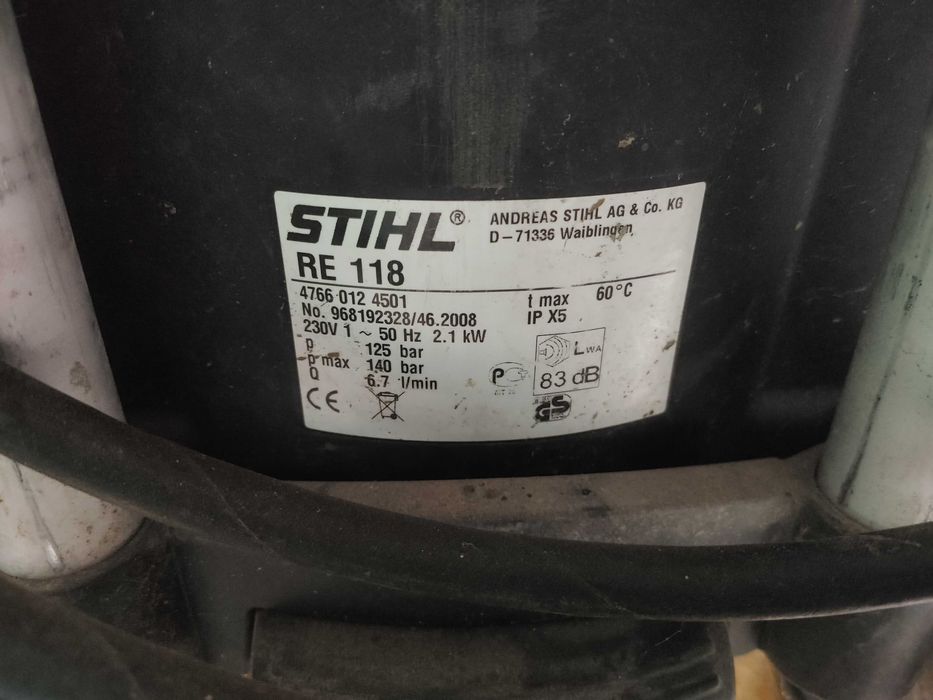 STIHL®
ANDREAS STIHL AG & Co. KG
D-71336 Waiblingen
RE 118
4766 012 4501
No. 968192328/46.2008
230V 1 ~ 50 Hz 2.1 kW
p 125 bar
p max 140 bar
Q 6.7 l/min
t max 60°C
IP X5
LWA
83 dB
CE
P
GS